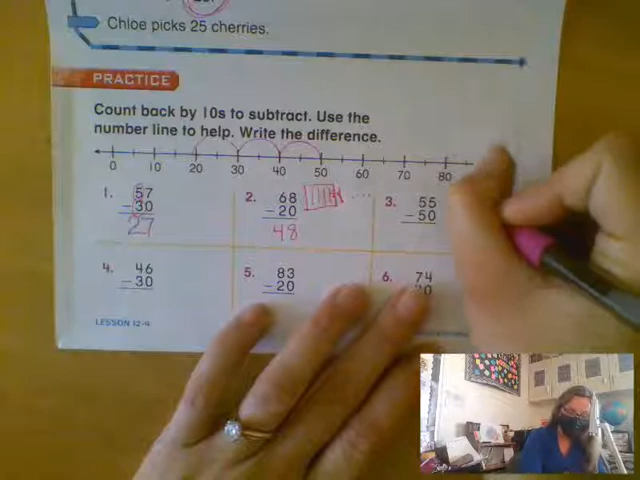 Chloe picks 25 cherries.
PRACTICE
Count back by 10s to subtract. Use the
number line to help. Write the difference.
0 10 20 30 40 50 60 70 80
1. 57 2. 68 3. 55
-30 -20 -50
27 48
4. 46 5. 83 6. 74
-30 -20
LESSON 12-4